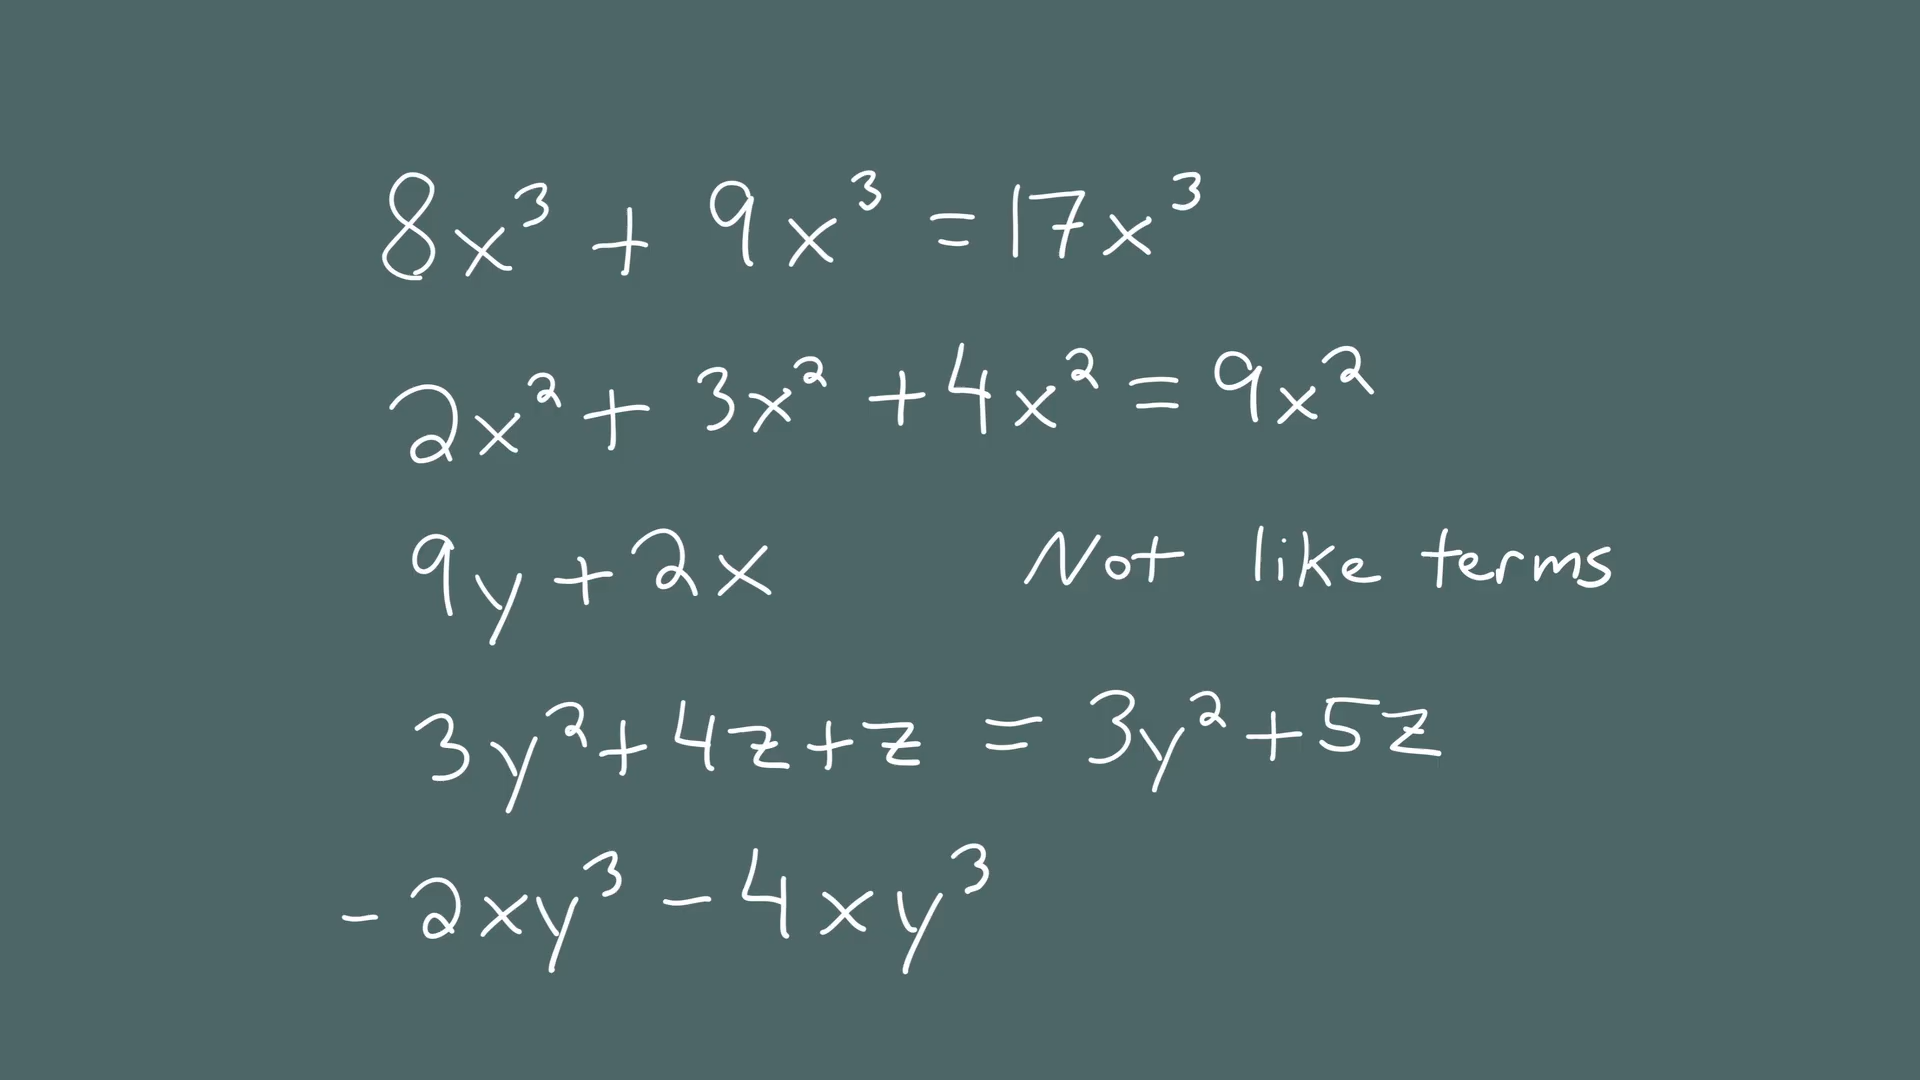 8x³ + 9x³ = 17x³
2x² + 3x² + 4x² = 9x²
9y + 2x Not like terms
3y² + 4z + z = 3y² + 5z
- 2xy³ - 4xy³